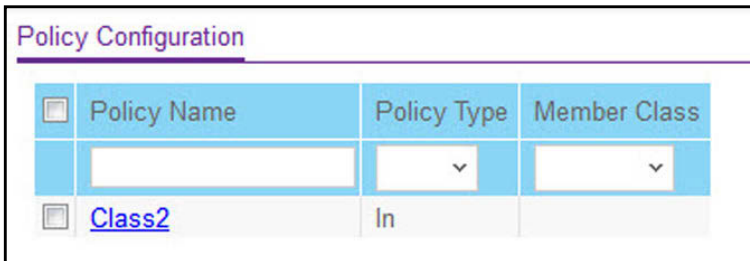 Policy Configuration
Policy Name Policy Type Member Class
Class2 In